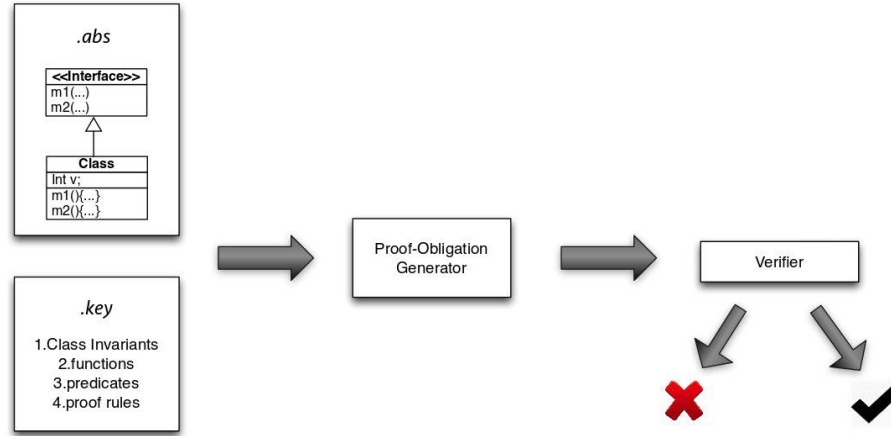 .abs
<<Interface>>
m1(...)
m2(...)
Class
Int v;
m1(){...}
m2(){...}
.key
1.Class Invariants
2.functions
3.predicates
4.proof rules
Proof-Obligation
Generator
Verifier